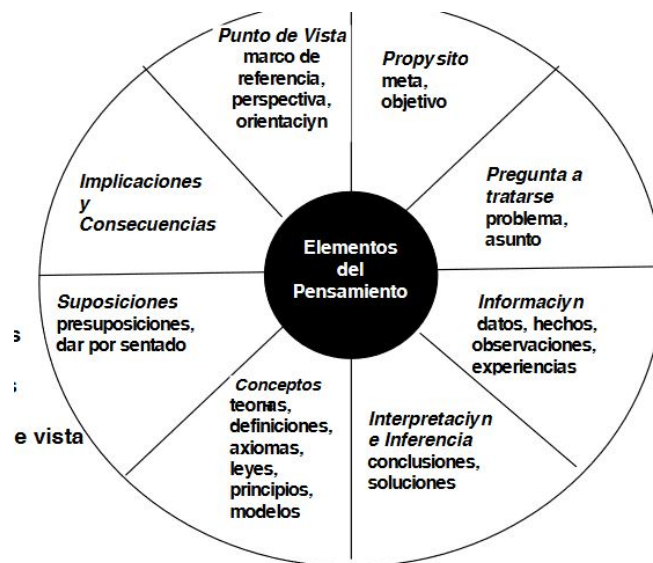 Punto de Vista
marco de
referencia,
perspectiva,
orientaciyn
Propysito
meta,
objetivo
Pregunta a
tratarse
problema,
asunto
Informaciyn
datos, hechos,
observaciones,
experiencias
Interpretaciyn
e Inferencia
conclusiones,
soluciones
Conceptos
definiciones,
axiomas,
leyes,
principios,
modelos
Suposiciones
presuposiciones,
dar por sentado
Implicaciones
y
Consecuencias
Elementos
del
Pensamiento
s
s
e vista